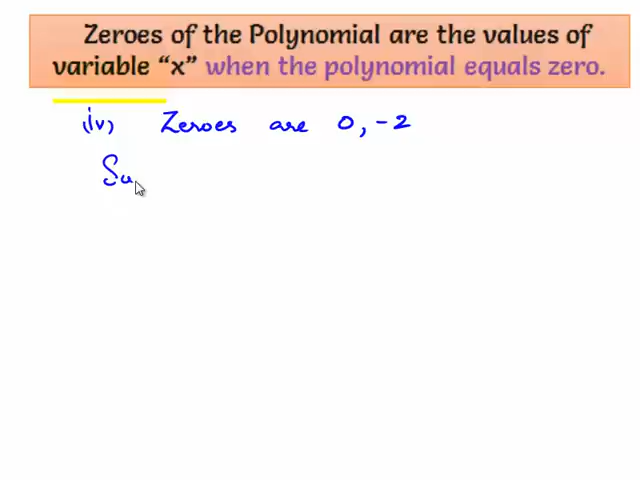 Zeroes of the Polynomial are the values of
variable “x” when the polynomial equals zero.
(iv) Zeroes are 0, -2
Su